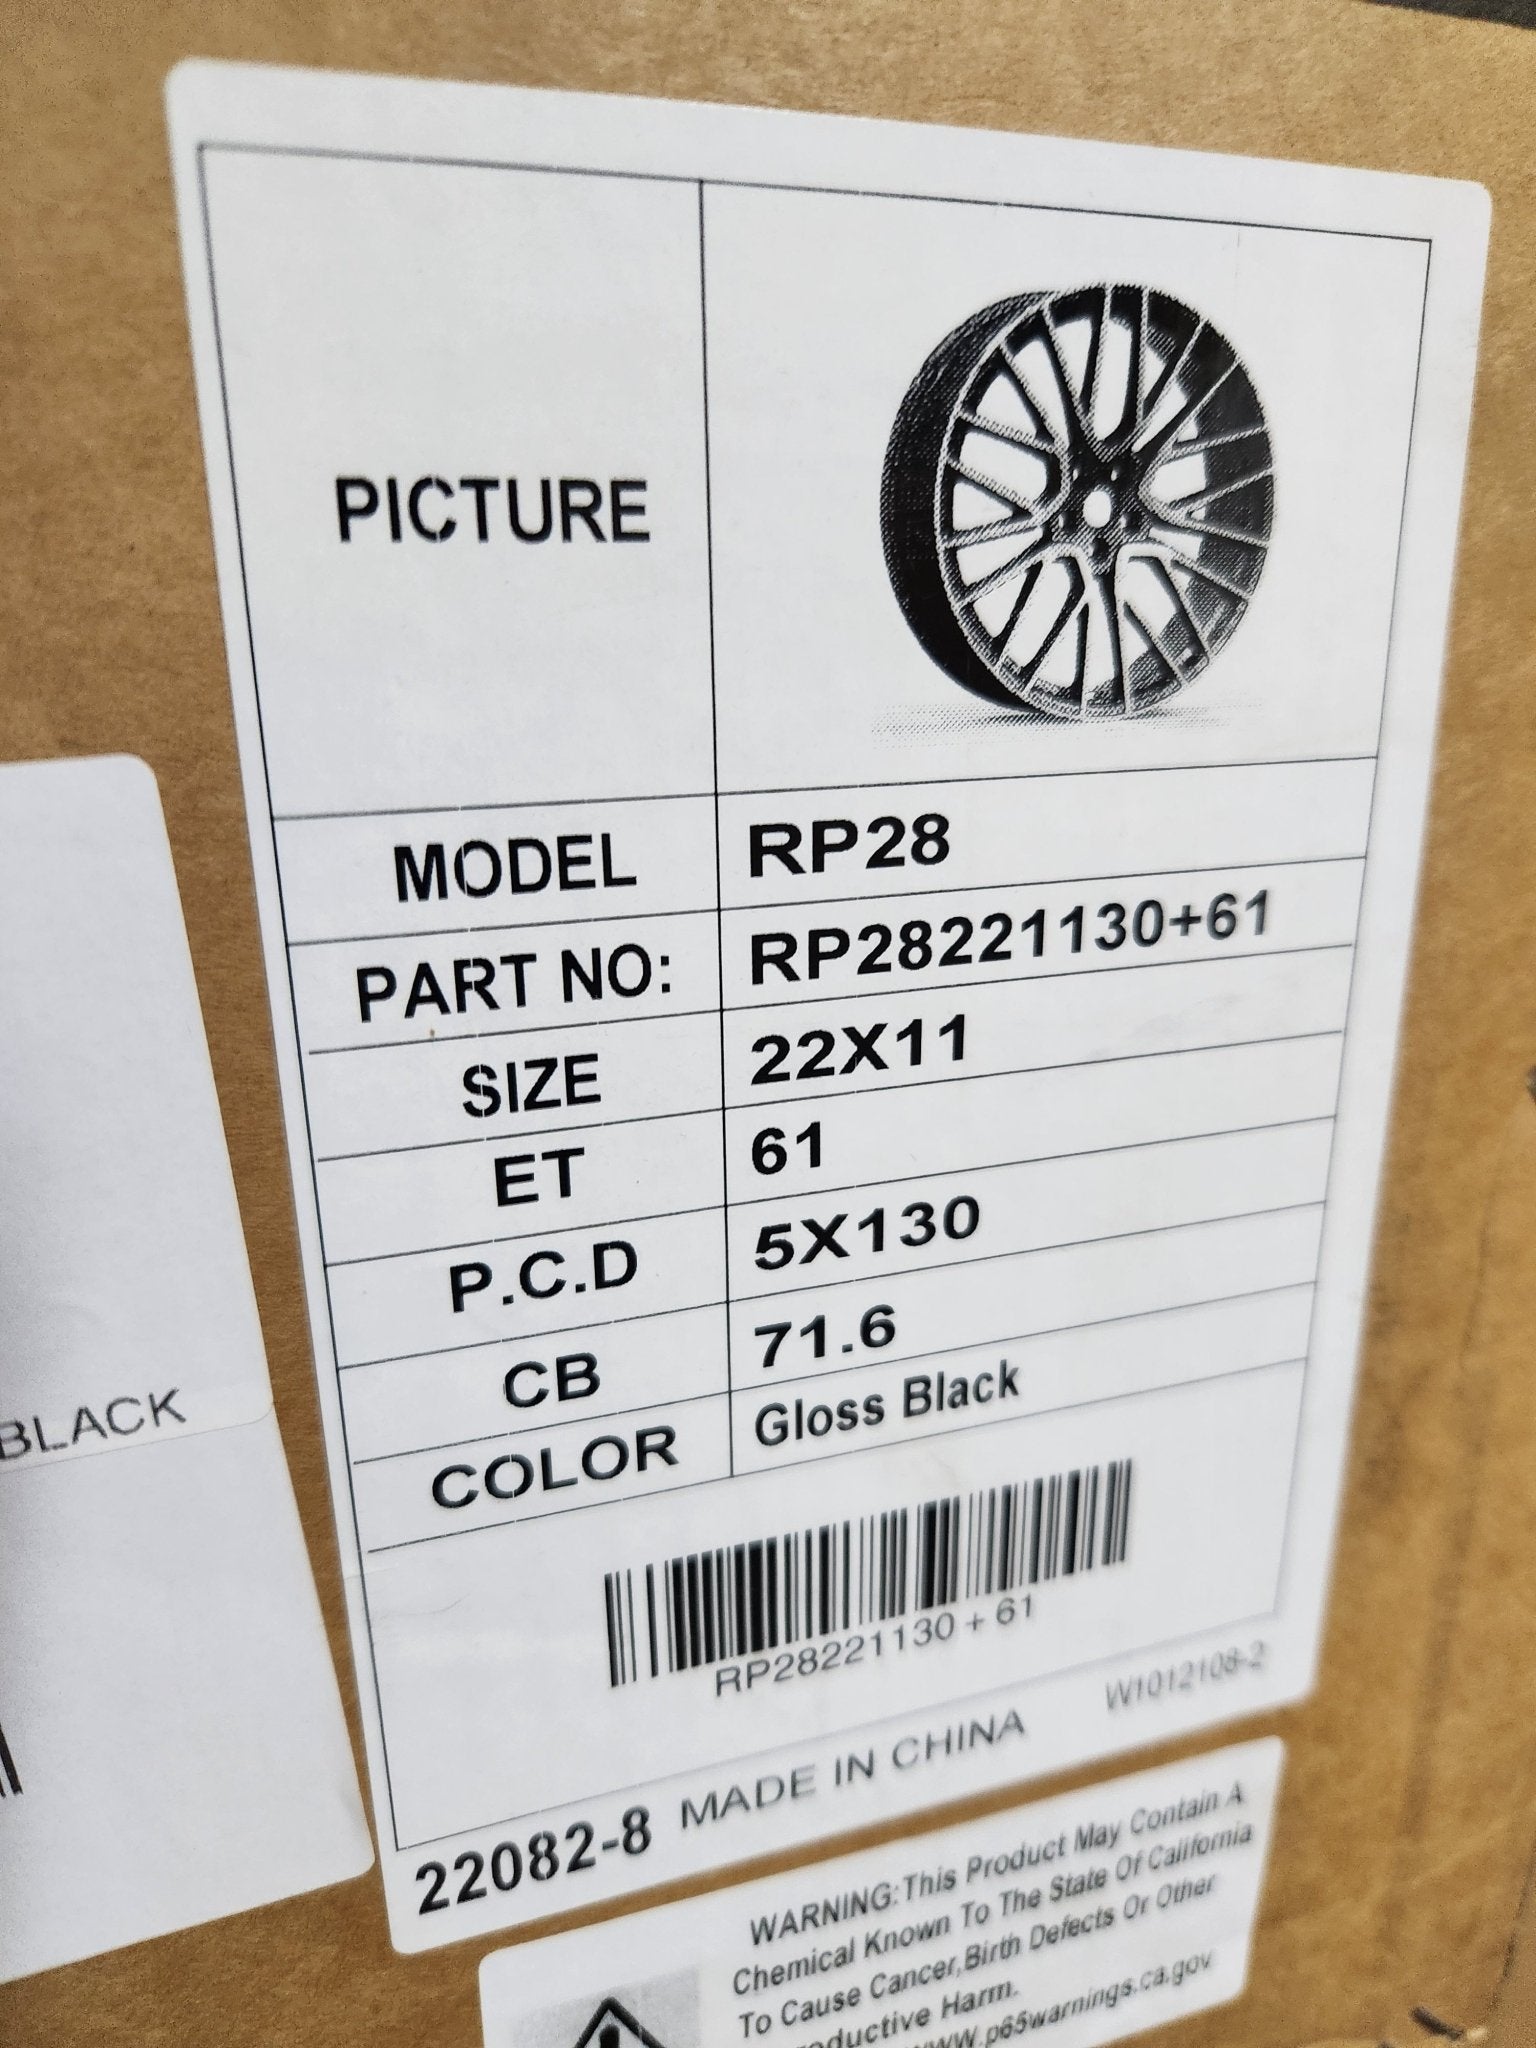 PICTURE
MODEL RP28
PART NO: RP28221130+61
SIZE 22X11
ET 61
P.C.D 5X130
CB 71.6
COLOR Gloss Black
RP28221130+61
22082-8 MADE IN CHINA W1012108-2
BLACK
WARNING:This Product May Contain A
Chemical Known To The State Of California
To Cause Cancer,Birth Defects Or Other
Harm.
www.p65warnings.ca.gov